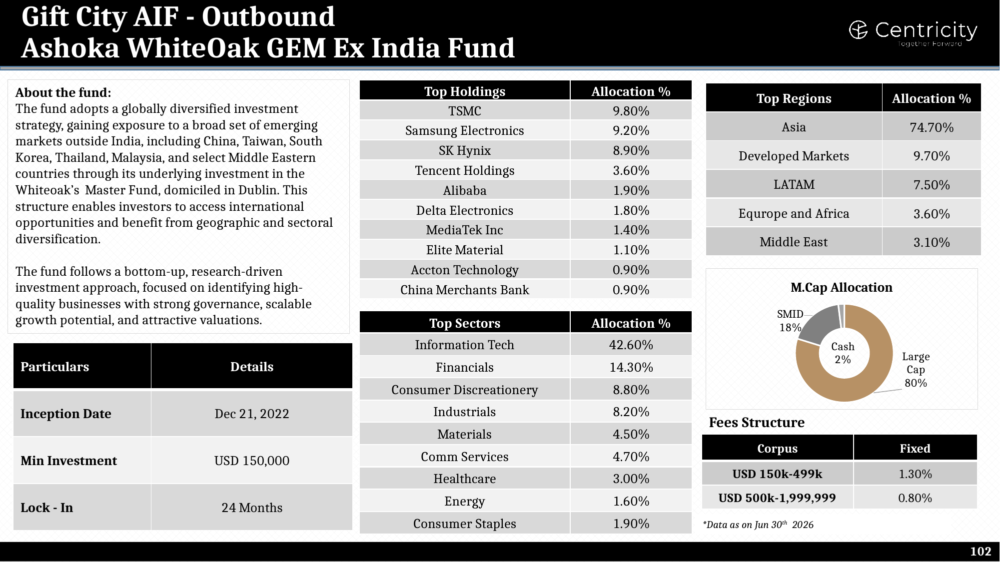 Gift City AIF - Outbound
Ashoka WhiteOak GEM Ex India Fund
Centricity
Together Forward
About the fund:
The fund adopts a globally diversified investment
strategy, gaining exposure to a broad set of emerging
markets outside India, including China, Taiwan, South
Korea, Thailand, Malaysia, and select Middle Eastern
countries through its underlying investment in the
Whiteoak’s  Master Fund, domiciled in Dublin. This
structure enables investors to access international
opportunities and benefit from geographic and sectoral
diversification.
The fund follows a bottom-up, research-driven
investment approach, focused on identifying high-
quality businesses with strong governance, scalable
growth potential, and attractive valuations.
Particulars Details
Inception Date Dec 21, 2022
Min Investment USD 150,000
Lock - In 24 Months
Top Holdings Allocation %
TSMC 9.80%
Samsung Electronics 9.20%
SK Hynix 8.90%
Tencent Holdings 3.60%
Alibaba 1.90%
Delta Electronics 1.80%
MediaTek Inc 1.40%
Elite Material 1.10%
Accton Technology 0.90%
China Merchants Bank 0.90%
Top Sectors Allocation %
Information Tech 42.60%
Financials 14.30%
Consumer Discreationery 8.80%
Industrials 8.20%
Materials 4.50%
Comm Services 4.70%
Healthcare 3.00%
Energy 1.60%
Consumer Staples 1.90%
Top Regions Allocation %
Asia 74.70%
Developed Markets 9.70%
LATAM 7.50%
Equrope and Africa 3.60%
Middle East 3.10%
M.Cap Allocation
SMID
18%
Cash
2%
Large
Cap
80%
Fees Structure
Corpus Fixed
USD 150k-499k 1.30%
USD 500k-1,999,999 0.80%
*Data as on Jun 30th  2026
102